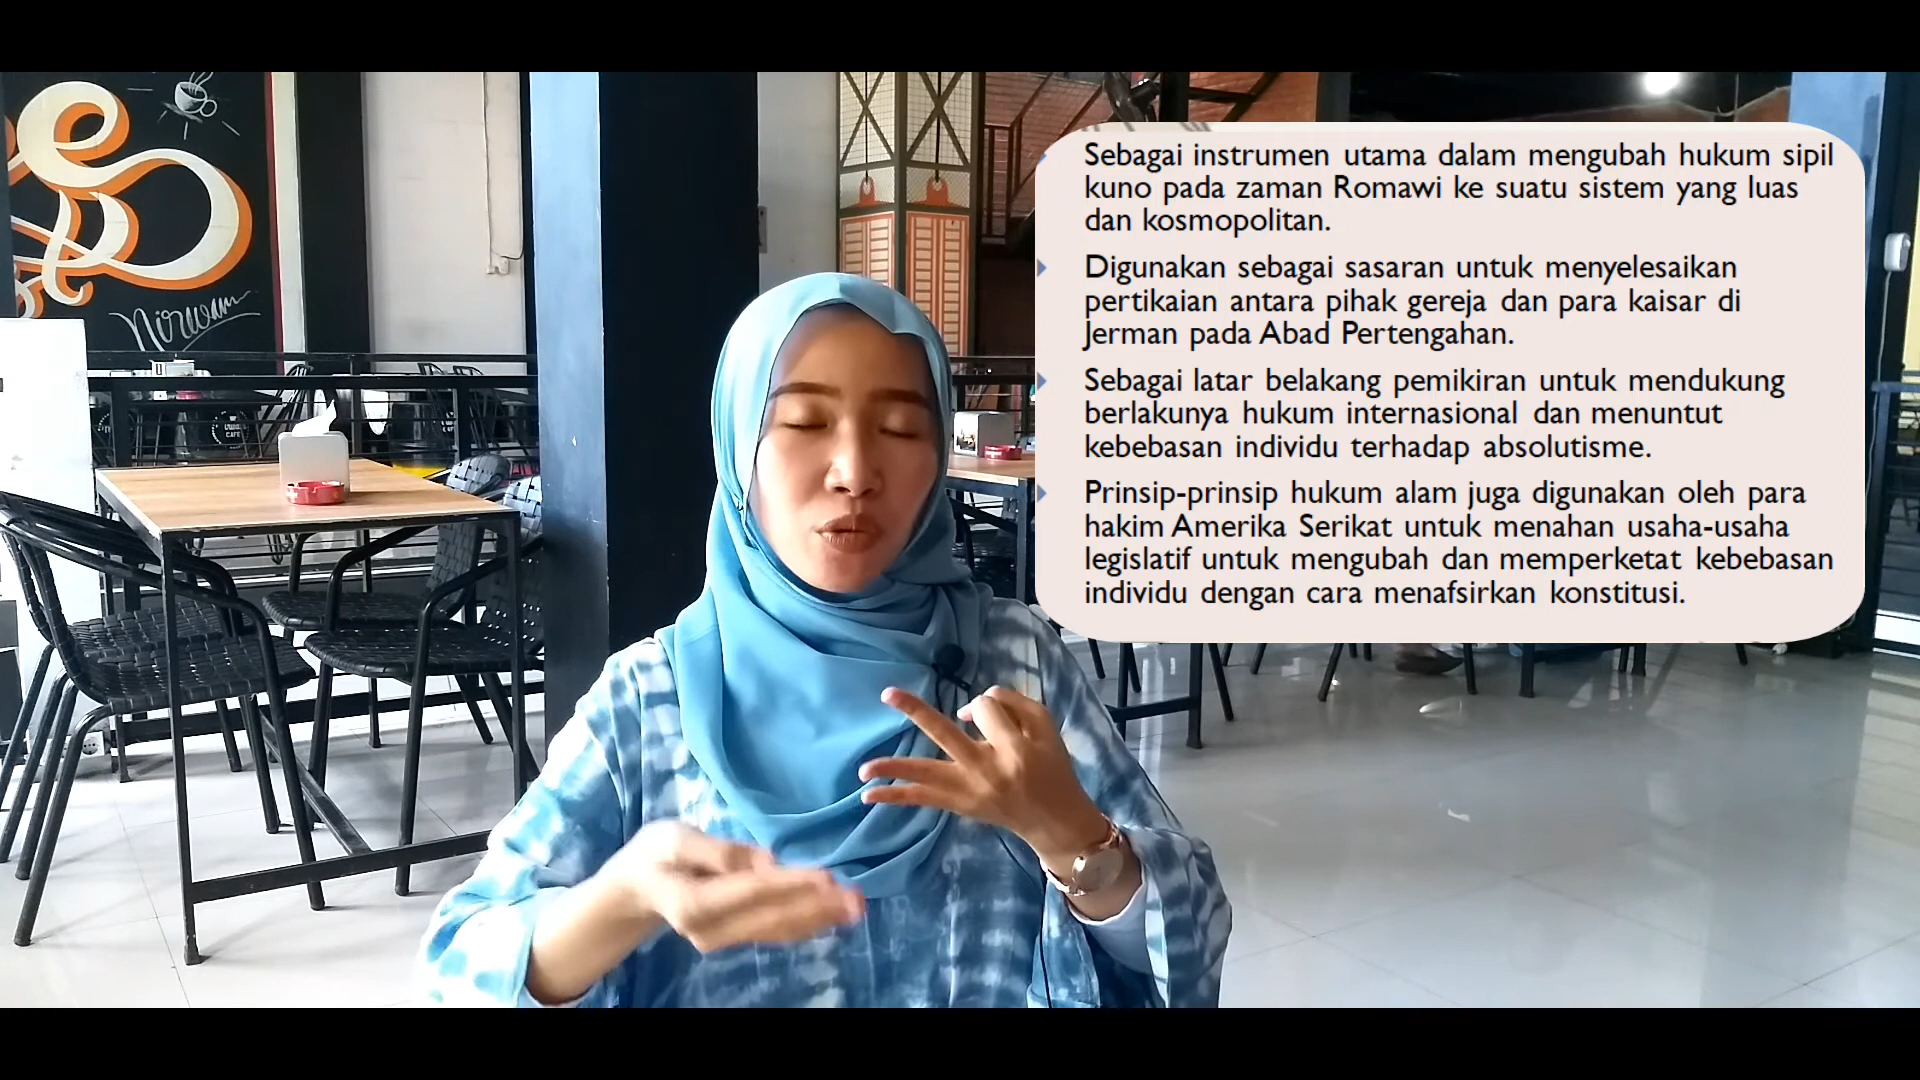 Nirwana
CAFE
Sebagai instrumen utama dalam mengubah hukum sipil
kuno pada zaman Romawi ke suatu sistem yang luas
dan kosmopolitan.
Digunakan sebagai sasaran untuk menyelesaikan
pertikaian antara pihak gereja dan para kaisar di
Jerman pada Abad Pertengahan.
Sebagai latar belakang pemikiran untuk mendukung
berlakunya hukum internasional dan menuntut
kebebasan individu terhadap absolutisme.
Prinsip-prinsip hukum alam juga digunakan oleh para
hakim Amerika Serikat untuk menahan usaha-usaha
legislatif untuk mengubah dan memperketat kebebasan
individu dengan cara menafsirkan konstitusi.